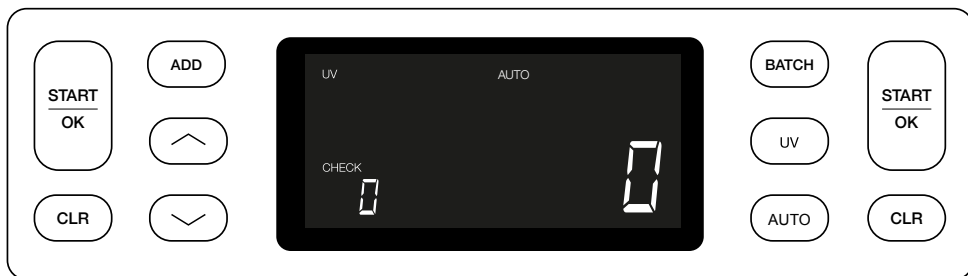 START
OK
CLR
ADD
UV
AUTO
CHECK
0
0
BATCH
UV
AUTO
START
OK
CLR